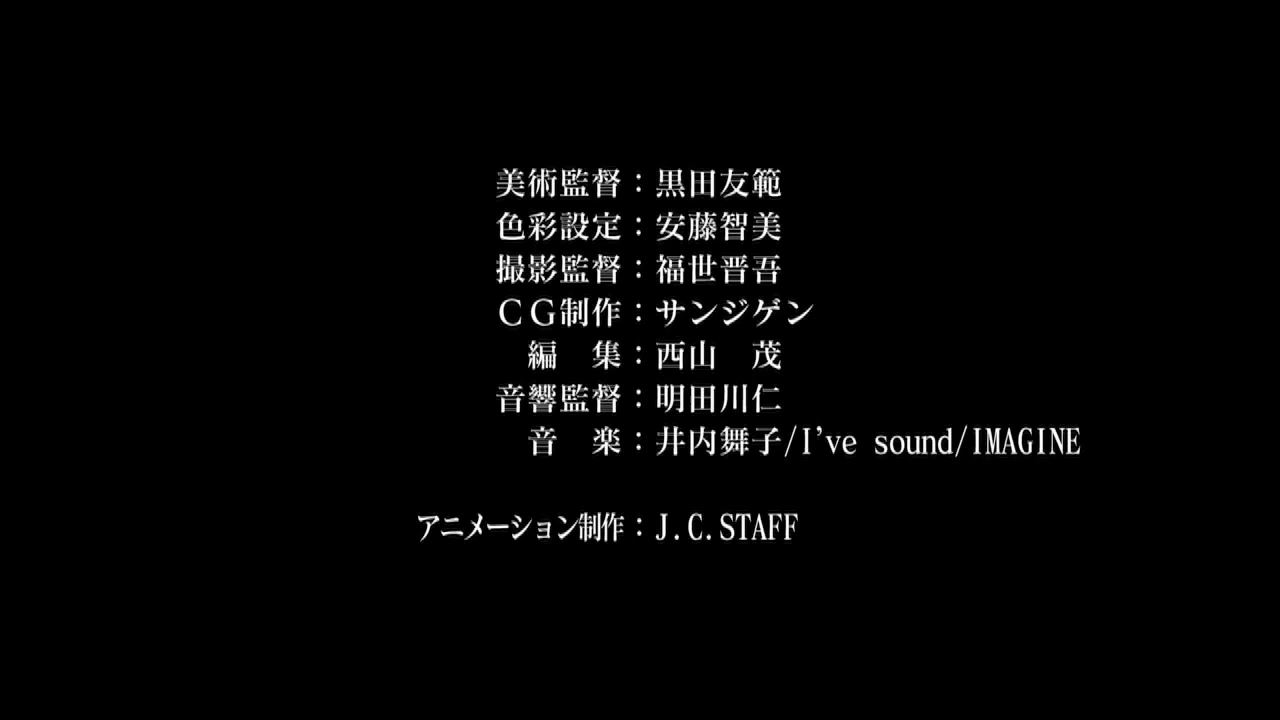 美術監督：黒田友範
色彩設定：安藤智美
撮影監督：福世晋吾
ＣＧ制作：サンジゲン
編　集：西山　茂
音響監督：明田川仁
音　楽：井内舞子/I've sound/IMAGINE
アニメーション制作：J.C.STAFF